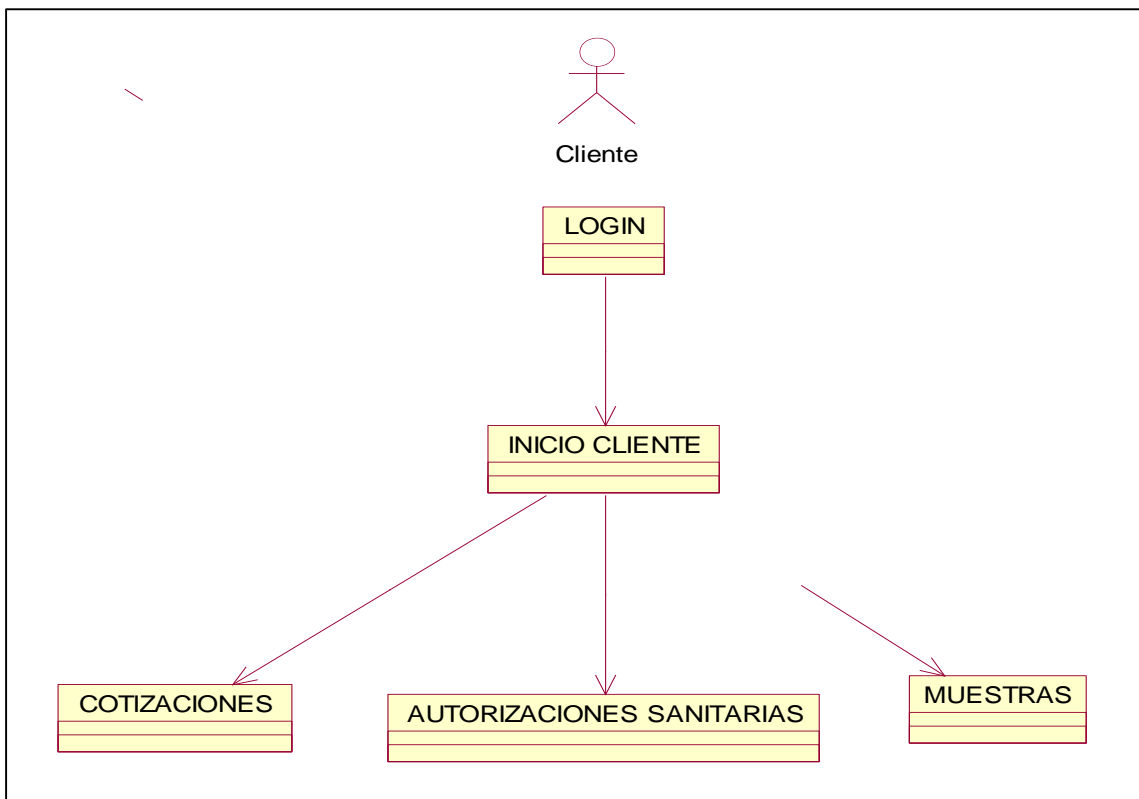 Cliente
LOGIN
INICIO CLIENTE
COTIZACIONES
AUTORIZACIONES SANITARIAS
MUESTRAS